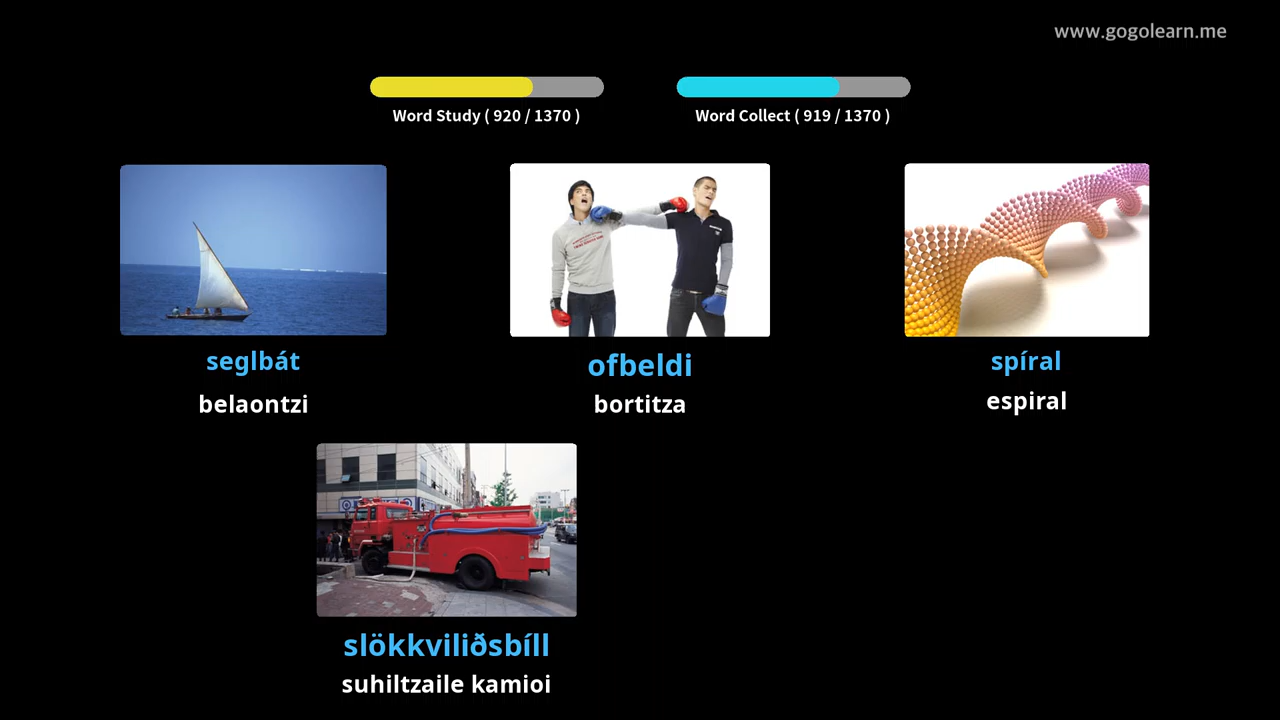 www.gogolearn.me
Word Study ( 920 / 1370 )
Word Collect ( 919 / 1370 )
seglbát
ofbeldi
spíral
belaontzi
bortitza
espiral
slökkviliðsbíll
suhiltzaile kamioi